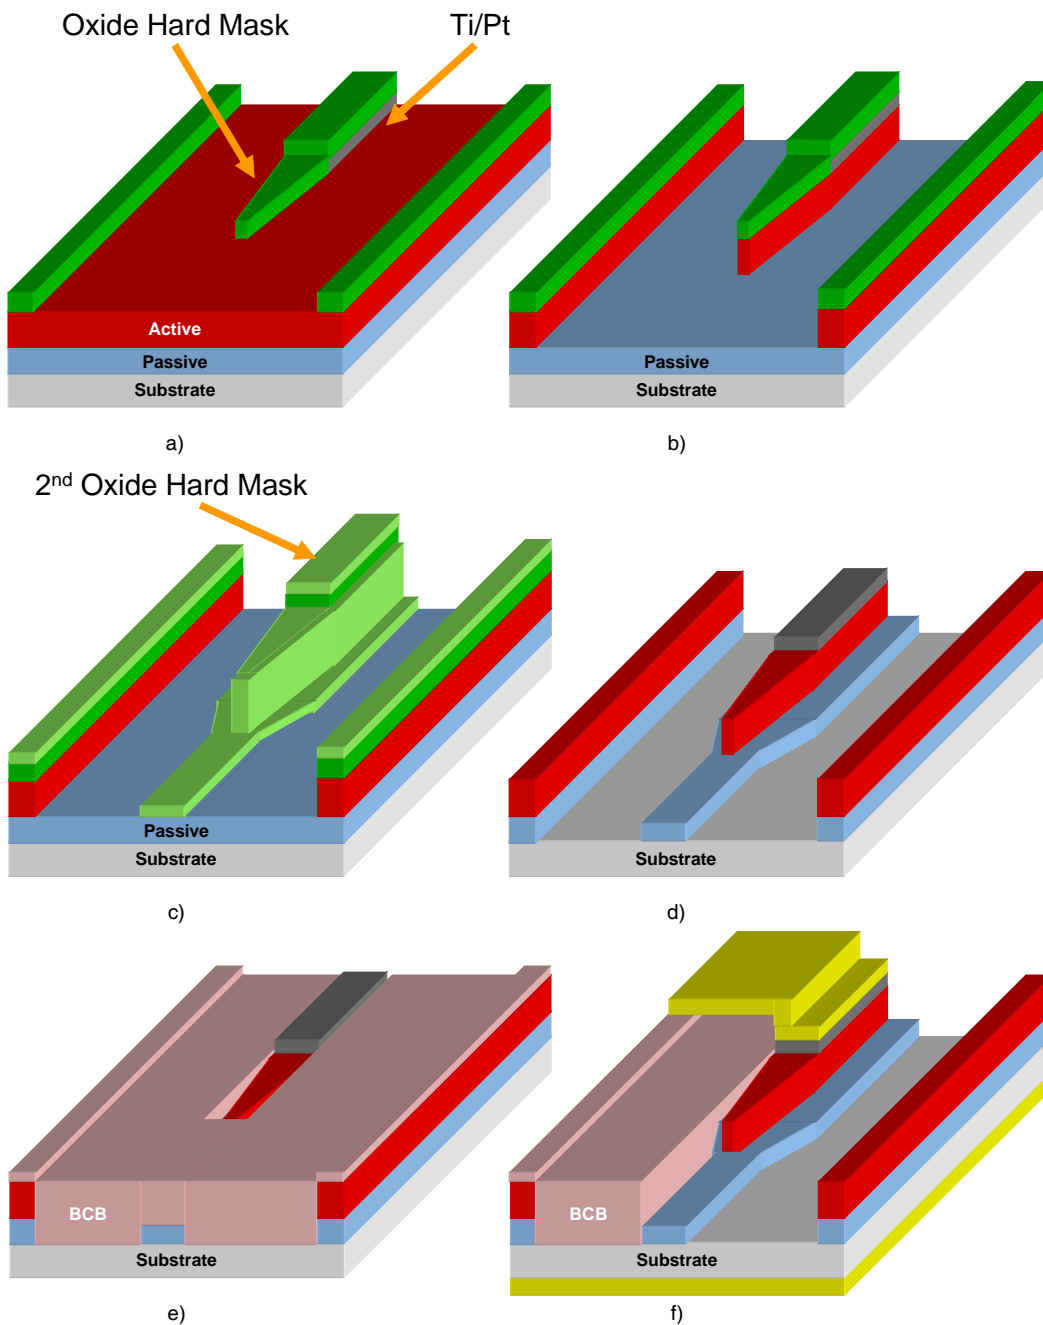 Oxide Hard Mask Ti/Pt
Active
Passive Passive
Substrate Substrate
a) b)
2nd Oxide Hard Mask
Passive
Substrate Substrate
c) d)
BCB BCB
Substrate Substrate
e) f)